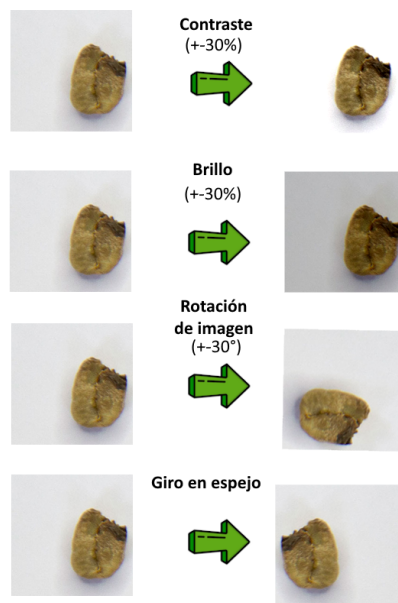 Contraste
(+-30%)
Brillo
(+-30%)
Rotación
de imagen
(+-30°)
Giro en espejo